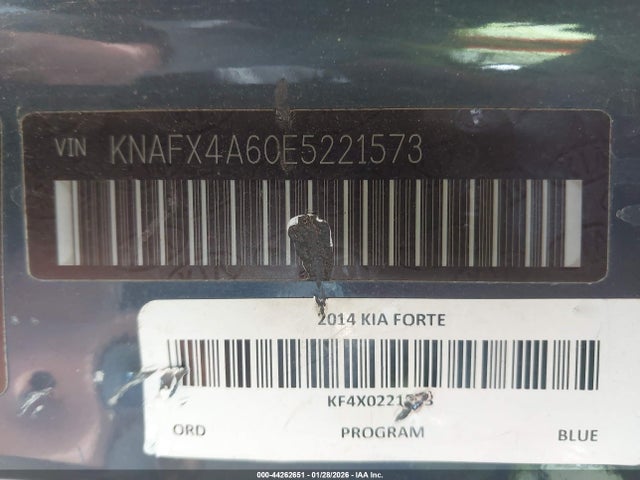 VIN KNAFX4A60E5221573
2014 KIA FORTE
ORD PROGRAM BLUE
000-44262651 | 01/28/2026 - IAA Inc.